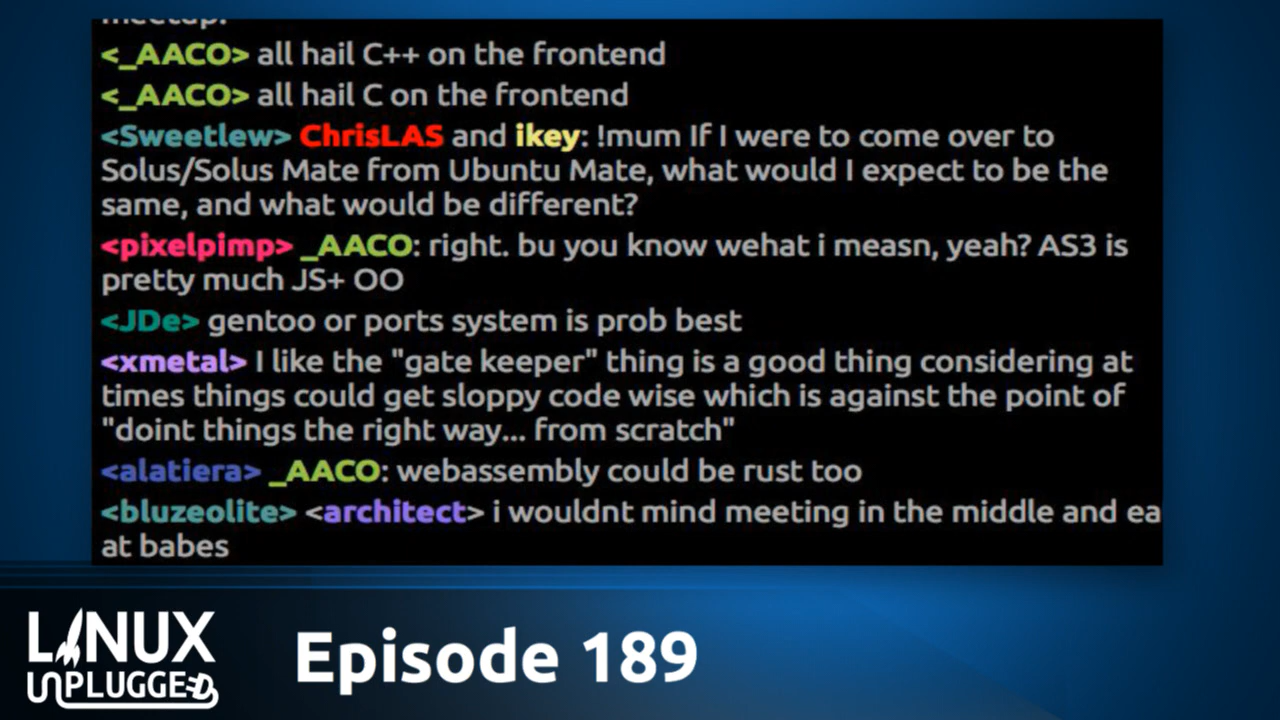 meetup.
<_AACO> all hail C++ on the frontend
<_AACO> all hail C on the frontend
<Sweetlew> ChrisLAS and ikey: !mum If I were to come over to
Solus/Solus Mate from Ubuntu Mate, what would I expect to be the
same, and what would be different?
<pixelpimp> _AACO: right. bu you know wehat i measn, yeah? AS3 is
pretty much JS+ OO
<JDe> gentoo or ports system is prob best
<xmetal> I like the "gate keeper" thing is a good thing considering at
times things could get sloppy code wise which is against the point of
"doint things the right way... from scratch"
<alatiera> _AACO: webassembly could be rust too
<bluzeolite> <architect> i wouldnt mind meeting in the middle and ea
at babes
LINUX
UNPLUGGED
Episode 189